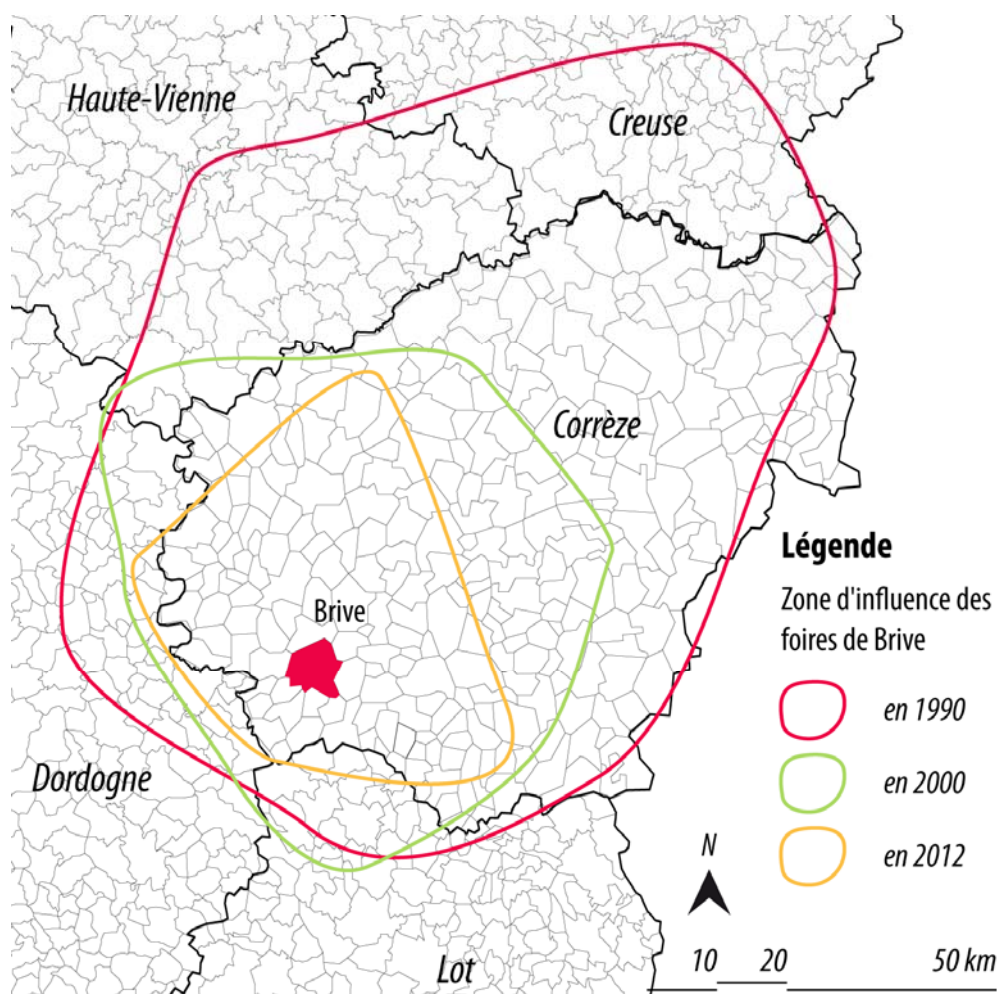 Haute-Vienne
Creuse
Corrèze
Brive
Dordogne
Lot
Légende
Zone d'influence des
foires de Brive
en 1990
en 2000
en 2012
N
10 20 50 km